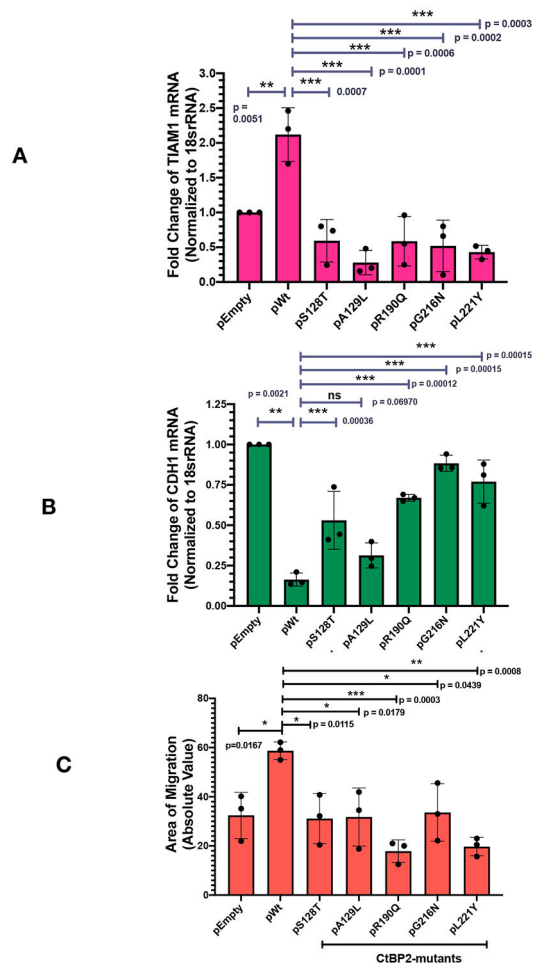 *** p = 0.0003
*** p = 0.0002
*** p = 0.0006
*** p = 0.0001
** *** 0.0007
p =
0.0051
A
Fold Change of TIAM1 mRNA
(Normalized to 18srRNA)
3.0
2.5
2.0
1.5
1.0
0.5
0.0
pEmpty pWt pS128T pA129L pR190Q pG216N pL221Y
*** p = 0.00015
*** p = 0.00015
*** p = 0.00012
p = 0.0021 ns p = 0.06970
** *** 0.00036
B
Fold Change of CDH1 mRNA
(Normalized to 18srRNA)
1.25
1.00
0.75
0.50
0.25
0.00
pEmpty pWt pS128T pA129L pR190Q pG216N pL221Y
** p = 0.0008
* p = 0.0439
*** p = 0.0003
* p = 0.0179
* * p = 0.0115
p=0.0167
C
Area of Migration
(Absolute Value)
80
60
40
20
0
pEmpty pWt pS128T pA129L pR190Q pG216N pL221Y
CtBP2-mutants